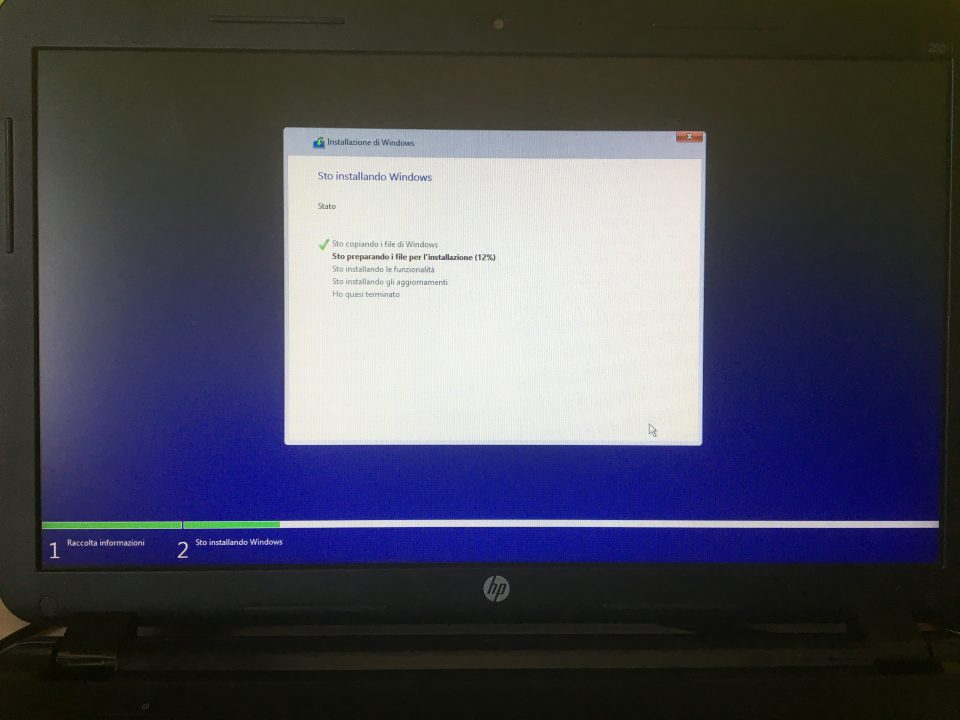 Installazione di Windows
Sto installando Windows
Stato
Sto copiando i file di Windows
Sto preparando i file per l'installazione (12%)
Sto installando le funzionalità
Sto installando gli aggiornamenti
Ho quasi terminato
1 Raccolta informazioni
2 Sto installando Windows
hp